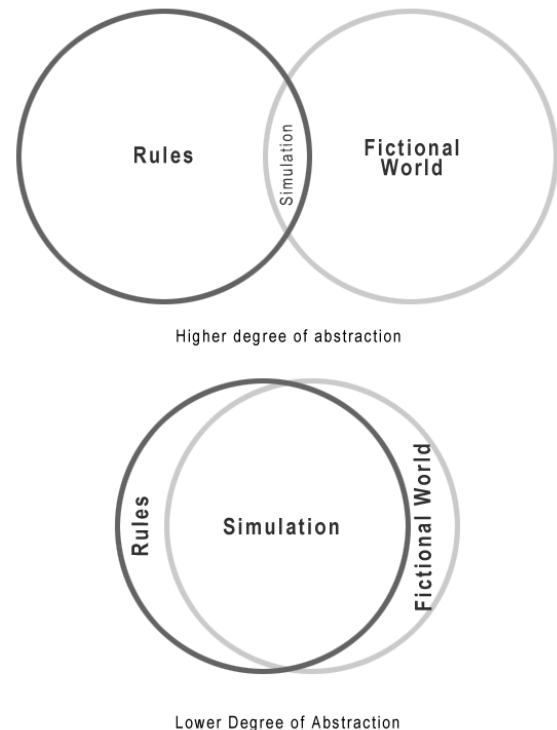 Rules
Simulation
Fictional
World
Higher degree of abstraction
Rules
Simulation
Fictional World
Lower Degree of Abstraction